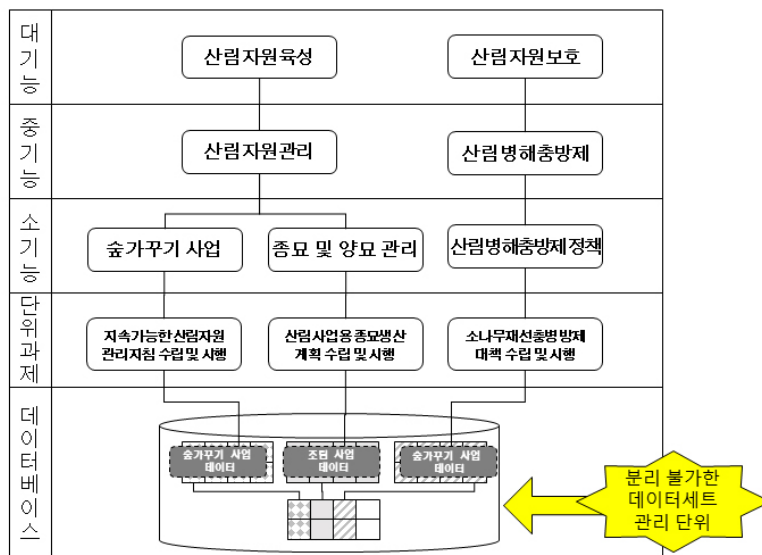 대기능
산림자원육성
산림자원보호
중기능
산림자원관리
산림병해충방제
소기능
숲가꾸기 사업
종묘 및 양묘 관리
산림병해충방제 정책
단위과제
지속가능한 산림자원
관리지침 수립 및 시행
산림사업용 종묘생산
계획 수립 및 시행
소나무재선충병 방제
대책 수립 및 시행
데이터베이스
숲가꾸기 사업
데이터
조림 사업
데이터
숲가꾸기 사업
데이터
분리 불가한
데이터세트
관리 단위